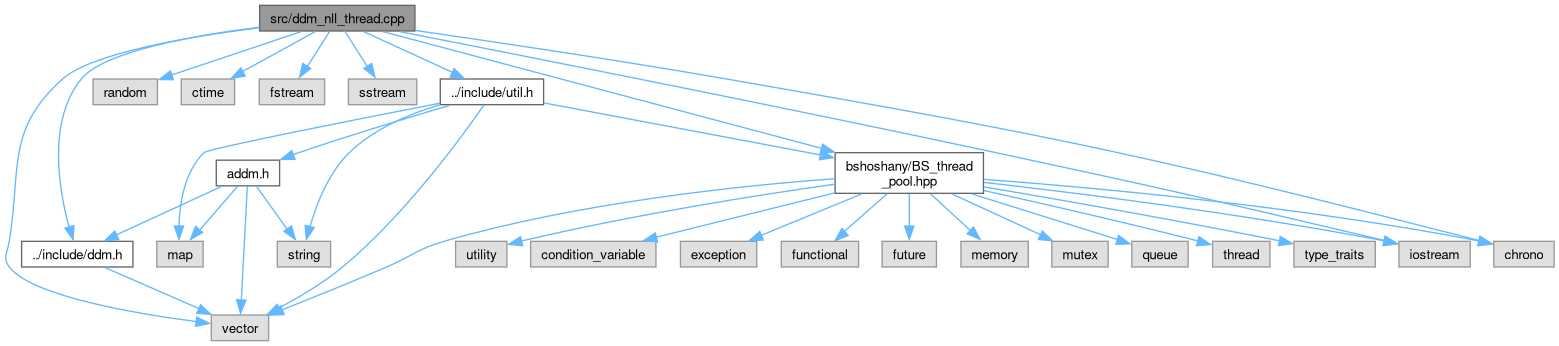 src/ddm_nll_thread.cpp
random
ctime
fstream
sstream
../include/util.h
bshoshany/BS_thread
_pool.hpp
addm.h
../include/ddm.h
map
string
utility
condition_variable
exception
functional
future
memory
mutex
queue
thread
type_traits
iostream
chrono
vector